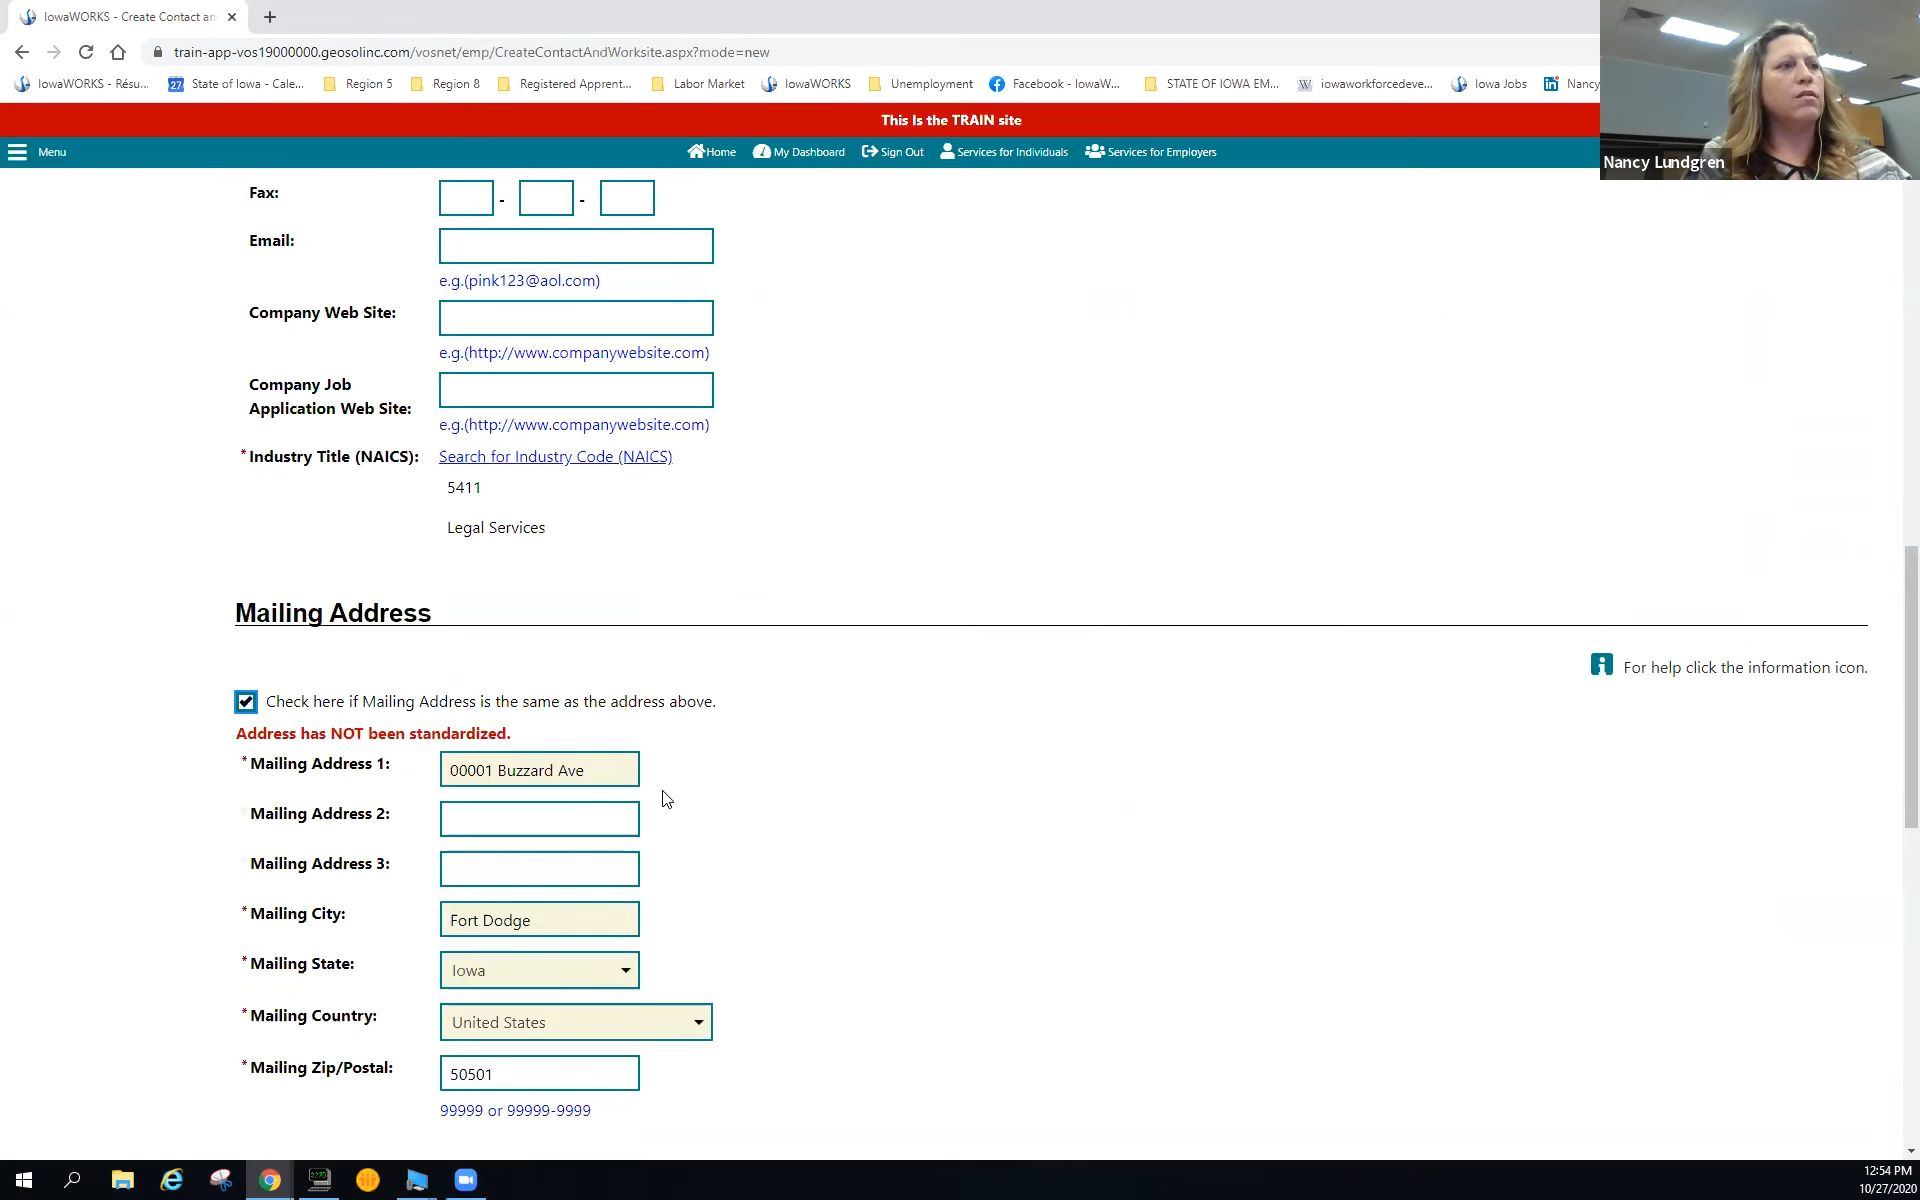 IowaWORKS - Create Contact an
train-app-vos19000000.geosolinc.com/vosnet/emp/CreateContactAndWorksite.aspx?mode=new
IowaWORKS - Résu... 27 State of Iowa - Cale... Region 5 Region 8 Registered Apprent... Labor Market IowaWORKS Unemployment Facebook - IowaW... STATE OF IOWA EM... W iowaworkforcedeve... Iowa Jobs in Nancy
Nancy Lundgren
This Is the TRAIN site
Menu Home My Dashboard Sign Out Services for Individuals Services for Employers
Fax: - -
Email:
e.g.(pink123@aol.com)
Company Web Site:
e.g.(http://www.companywebsite.com)
Company Job
Application Web Site:
e.g.(http://www.companywebsite.com)
* Industry Title (NAICS): Search for Industry Code (NAICS)
5411
Legal Services
Mailing Address
For help click the information icon.
Check here if Mailing Address is the same as the address above.
Address has NOT been standardized.
* Mailing Address 1: 00001 Buzzard Ave
Mailing Address 2:
Mailing Address 3:
* Mailing City: Fort Dodge
* Mailing State: Iowa
* Mailing Country: United States
* Mailing Zip/Postal: 50501
99999 or 99999-9999
12:54 PM
10/27/2020